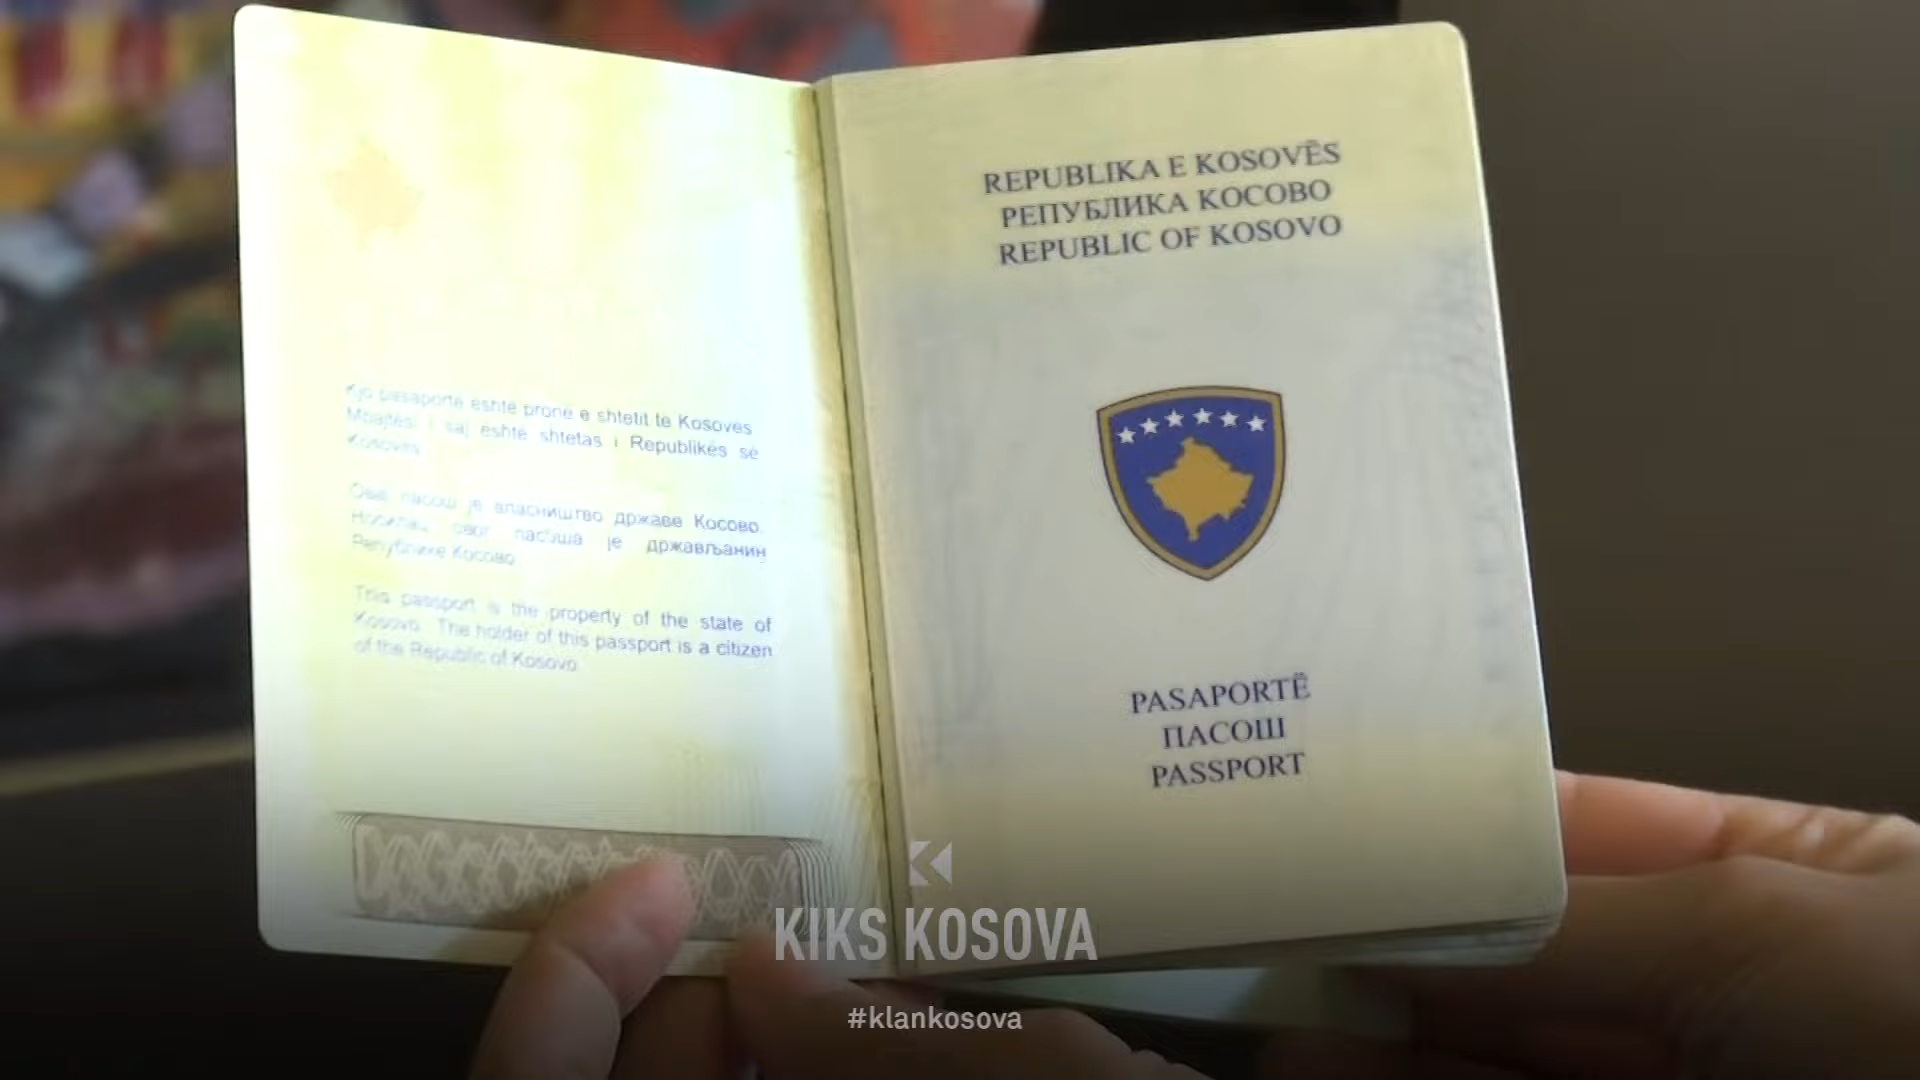 Kjo pasaportë është pronë e shtetit të Kosovës
Mbajtësi i saj është shtetas i Republikës së
Kosovës
Овај пасош је власништво државе Косово.
Носилац овог пасоша је држављанин
Републике Косово
This passport is the property of the state of
Kosovo. The holder of this passport is a citizen
of the Republic of Kosovo
REPUBLIKA E KOSOVËS
РЕПУБЛИКА КОСОВО
REPUBLIC OF KOSOVO
PASAPORTË
ПАСОШ
PASSPORT
KIKS KOSOVA
#klankosova